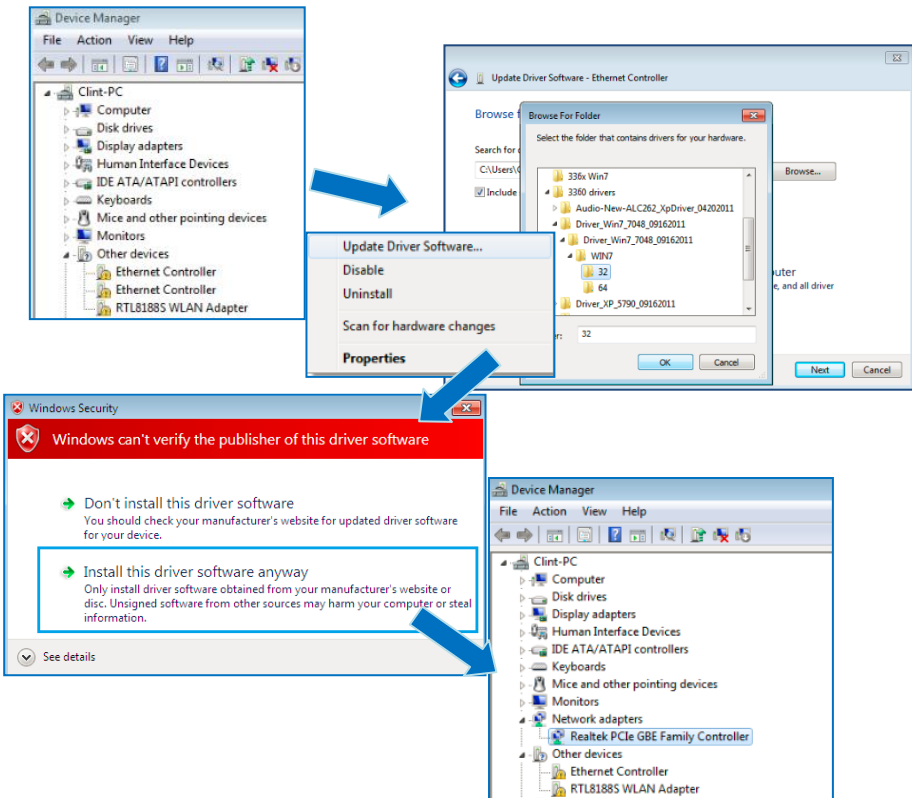 Device Manager
File Action View Help
Clint-PC
Computer
Disk drives
Display adapters
Human Interface Devices
IDE ATA/ATAPI controllers
Keyboards
Mice and other pointing devices
Monitors
Other devices
Ethernet Controller
Ethernet Controller
RTL8188S WLAN Adapter
Update Driver Software - Ethernet Controller
Browse
Search for
C:\Users\
Include
Browse...
Browse For Folder
Select the folder that contains drivers for your hardware.
336x Win7
3360 drivers
Audio-New-ALC262_XpDriver_04202011
Driver_Win7_7048_09162011
Driver_Win7_7048_09162011
WIN7
32
64
Driver_XP_5790_09162011
32
OK Cancel
e, and all driver
Next Cancel
Update Driver Software...
Disable
Uninstall
Scan for hardware changes
Properties
Windows Security
Windows can't verify the publisher of this driver software
Don't install this driver software
You should check your manufacturer's website for updated driver software
for your device.
Install this driver software anyway
Only install driver software obtained from your manufacturer's website or
disc. Unsigned software from other sources may harm your computer or steal
information.
See details
Device Manager
File Action View Help
Clint-PC
Computer
Disk drives
Display adapters
Human Interface Devices
IDE ATA/ATAPI controllers
Keyboards
Mice and other pointing devices
Monitors
Network adapters
Realtek PCIe GBE Family Controller
Other devices
Ethernet Controller
RTL8188S WLAN Adapter